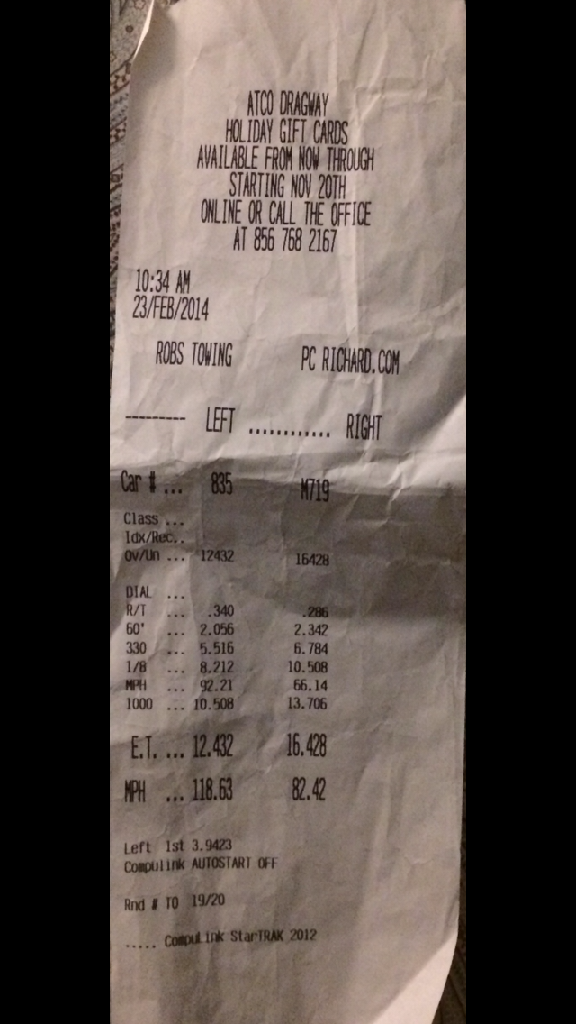 ATCO DRAGWAY
HOLIDAY GIFT CARDS
AVAILABLE FROM NOW THROUGH
STARTING NOV 20TH
ONLINE OR CALL THE OFFICE
AT 856 768 2167
10:34 AM
23/FEB/2014
ROBS TOWING PC RICHARD.COM
--------- LEFT ............ RIGHT
Car # ... 835 M719
Class ...
Idx/Rec..
Ov/Un ... 12432 16428
DIAL ...
R/T ... .340 .286
60' ... 2.056 2.342
330 ... 5.516 6.784
1/8 ... 8.212 10.508
MPH ... 92.21 66.14
1000 ... 10.508 13.706
E.T. ... 12.432 16.428
MPH ... 118.63 82.42
Left 1st 3.9423
Compulink AUTOSTART OFF
Rnd # TO 19/20
..... CompuLink StarTRAK 2012